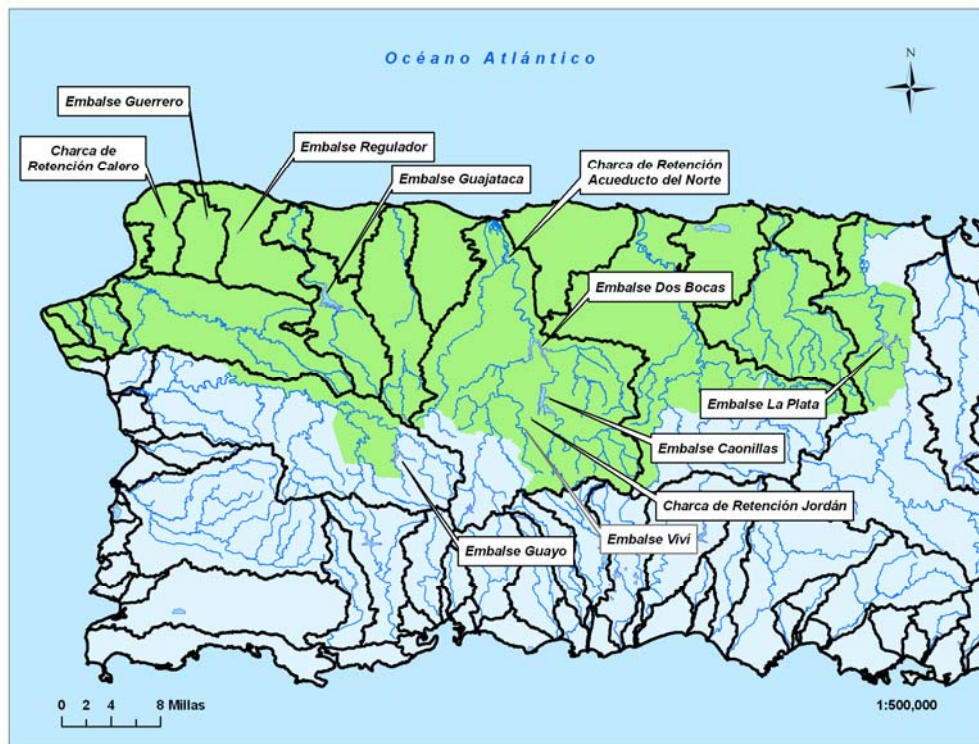 Océano Atlántico
N
Embalse Guerrero
Charca de
Retención Calero
Embalse Regulador
Embalse Guajataca
Charca de Retención
Acueducto del Norte
Embalse Dos Bocas
Embalse La Plata
Embalse Caonillas
Charca de Retención Jordán
Embalse Viví
Embalse Guayo
0 2 4 8 Millas
1:500,000